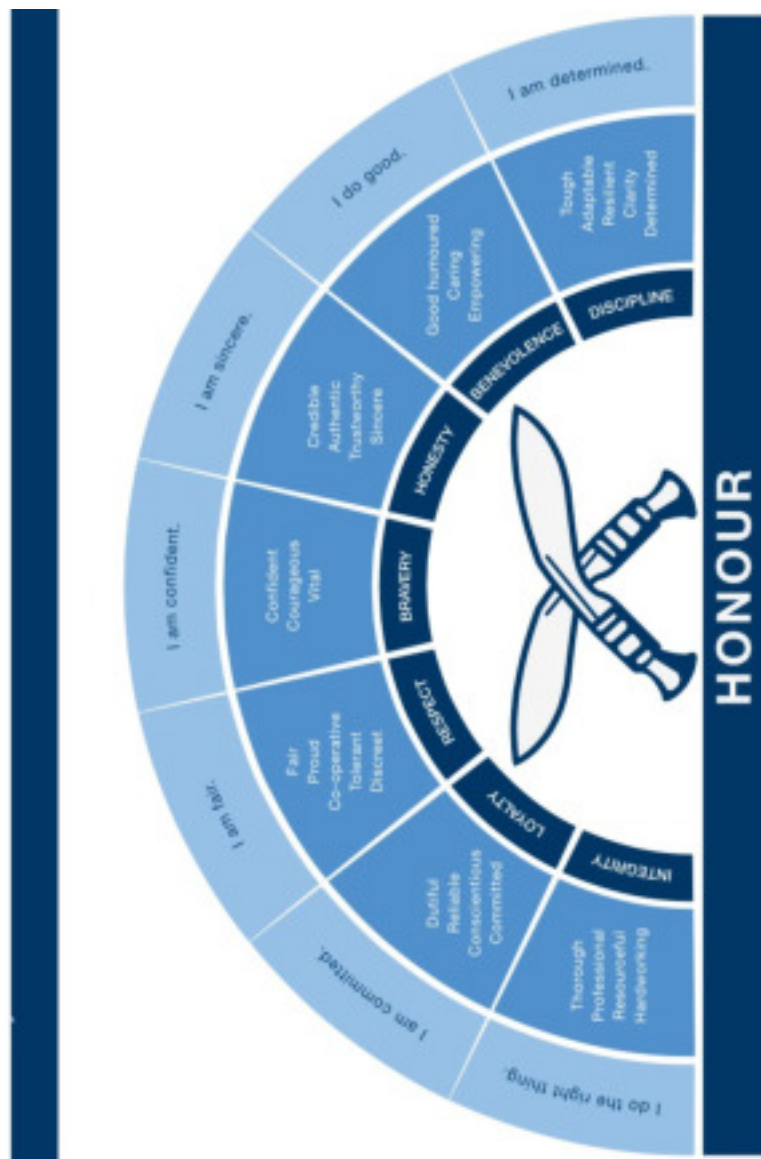 I do the right thing.
Thorough
Professional
Resourceful
Hardworking
INTEGRITY
I am committed.
Dutiful
Reliable
Conscientious
Committed
LOYALTY
I am fair.
Fair
Proud
Co-operative
Tolerant
Discreet
RESPECT
I am confident.
Confident
Courageous
Vital
BRAVERY
I am sincere.
Credible
Authentic
Trustworthy
Sincere
HONESTY
I do good.
Good humoured
Caring
Empowering
BENEVOLENCE
I am determined.
Tough
Adaptable
Resilient
Clarity
Determined
DISCIPLINE
HONOUR